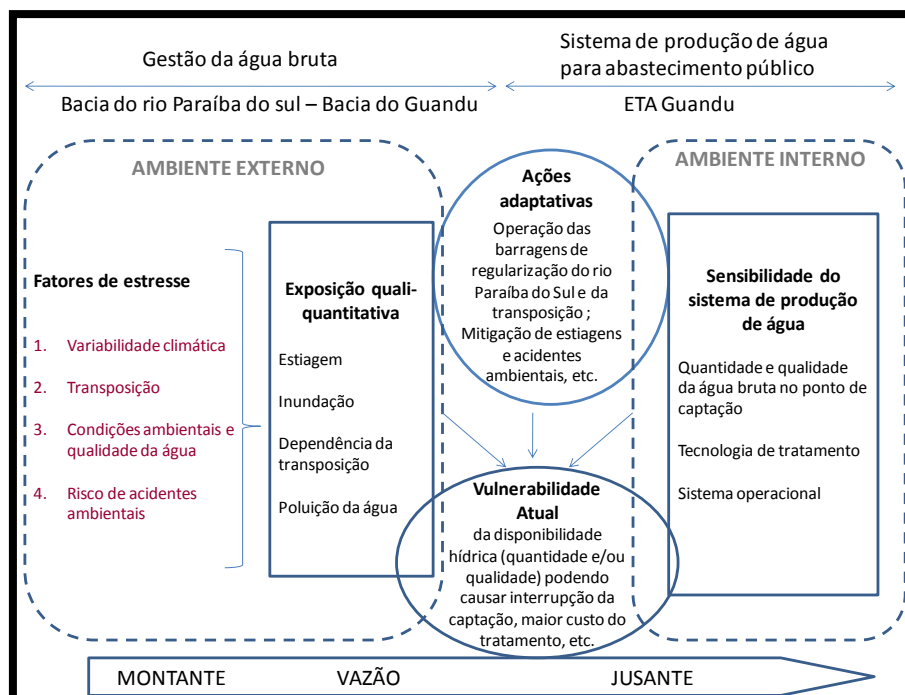 Gestão da água bruta
Sistema de produção de água
para abastecimento público
Bacia do rio Paraíba do sul – Bacia do Guandu
ETA Guandu
AMBIENTE EXTERNO
Fatores de estresse
1. Variabilidade climática
2. Transposição
3. Condições ambientais e
qualidade da água
4. Risco de acidentes
ambientais
Exposição quali-
quantitativa
Estiagem
Inundação
Dependência da
transposição
Poluição da água
Ações
adaptativas
Operação das
barragens de
regularização do rio
Paraíba do Sul e da
transposição ;
Mitigação de estiagens
e acidentes
ambientais, etc.
Vulnerabilidade
Atual
da disponibilidade
hídrica (quantidade e/ou
qualidade) podendo
causar interrupção da
captação, maior custo do
tratamento, etc.
AMBIENTE INTERNO
Sensibilidade do
sistema de produção
de água
Quantidade e qualidade
da água bruta no ponto de
captação
Tecnologia de tratamento
Sistema operacional
MONTANTE VAZÃO JUSANTE